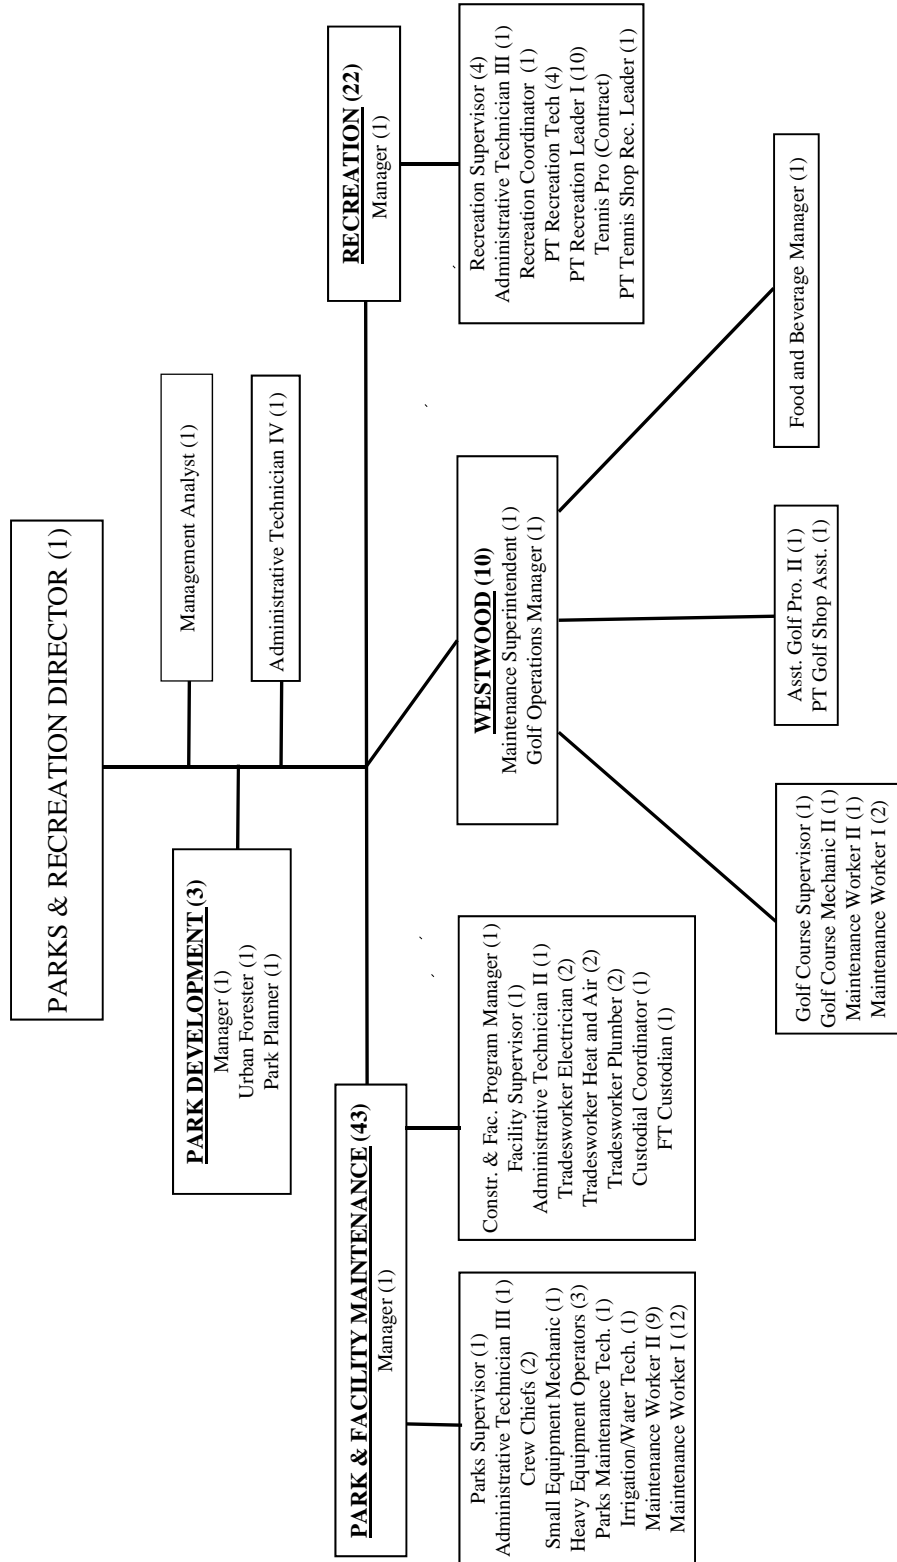 PARKS & RECREATION DIRECTOR (1)
Management Analyst (1)
Administrative Technician IV (1)
PARK DEVELOPMENT (3)
Manager (1)
Urban Forester (1)
Park Planner (1)
PARK & FACILITY MAINTENANCE (43)
Manager (1)
Parks Supervisor (1)
Administrative Technician III (1)
Crew Chiefs (2)
Small Equipment Mechanic (1)
Heavy Equipment Operators (3)
Parks Maintenance Tech. (1)
Irrigation/Water Tech. (1)
Maintenance Worker II (9)
Maintenance Worker I (12)
Constr. & Fac. Program Manager (1)
Facility Supervisor (1)
Administrative Technician II (1)
Tradesworker Electrician (2)
Tradesworker Heat and Air (2)
Tradesworker Plumber (2)
Custodial Coordinator (1)
FT Custodian (1)
WESTWOOD (10)
Maintenance Superintendent (1)
Golf Operations Manager (1)
Golf Course Supervisor (1)
Golf Course Mechanic II (1)
Maintenance Worker II (1)
Maintenance Worker I (2)
Asst. Golf Pro. II (1)
PT Golf Shop Asst. (1)
Food and Beverage Manager (1)
RECREATION (22)
Manager (1)
Recreation Supervisor (4)
Administrative Technician III (1)
Recreation Coordinator (1)
PT Recreation Tech (4)
PT Recreation Leader I (10)
Tennis Pro (Contract)
PT Tennis Shop Rec. Leader (1)